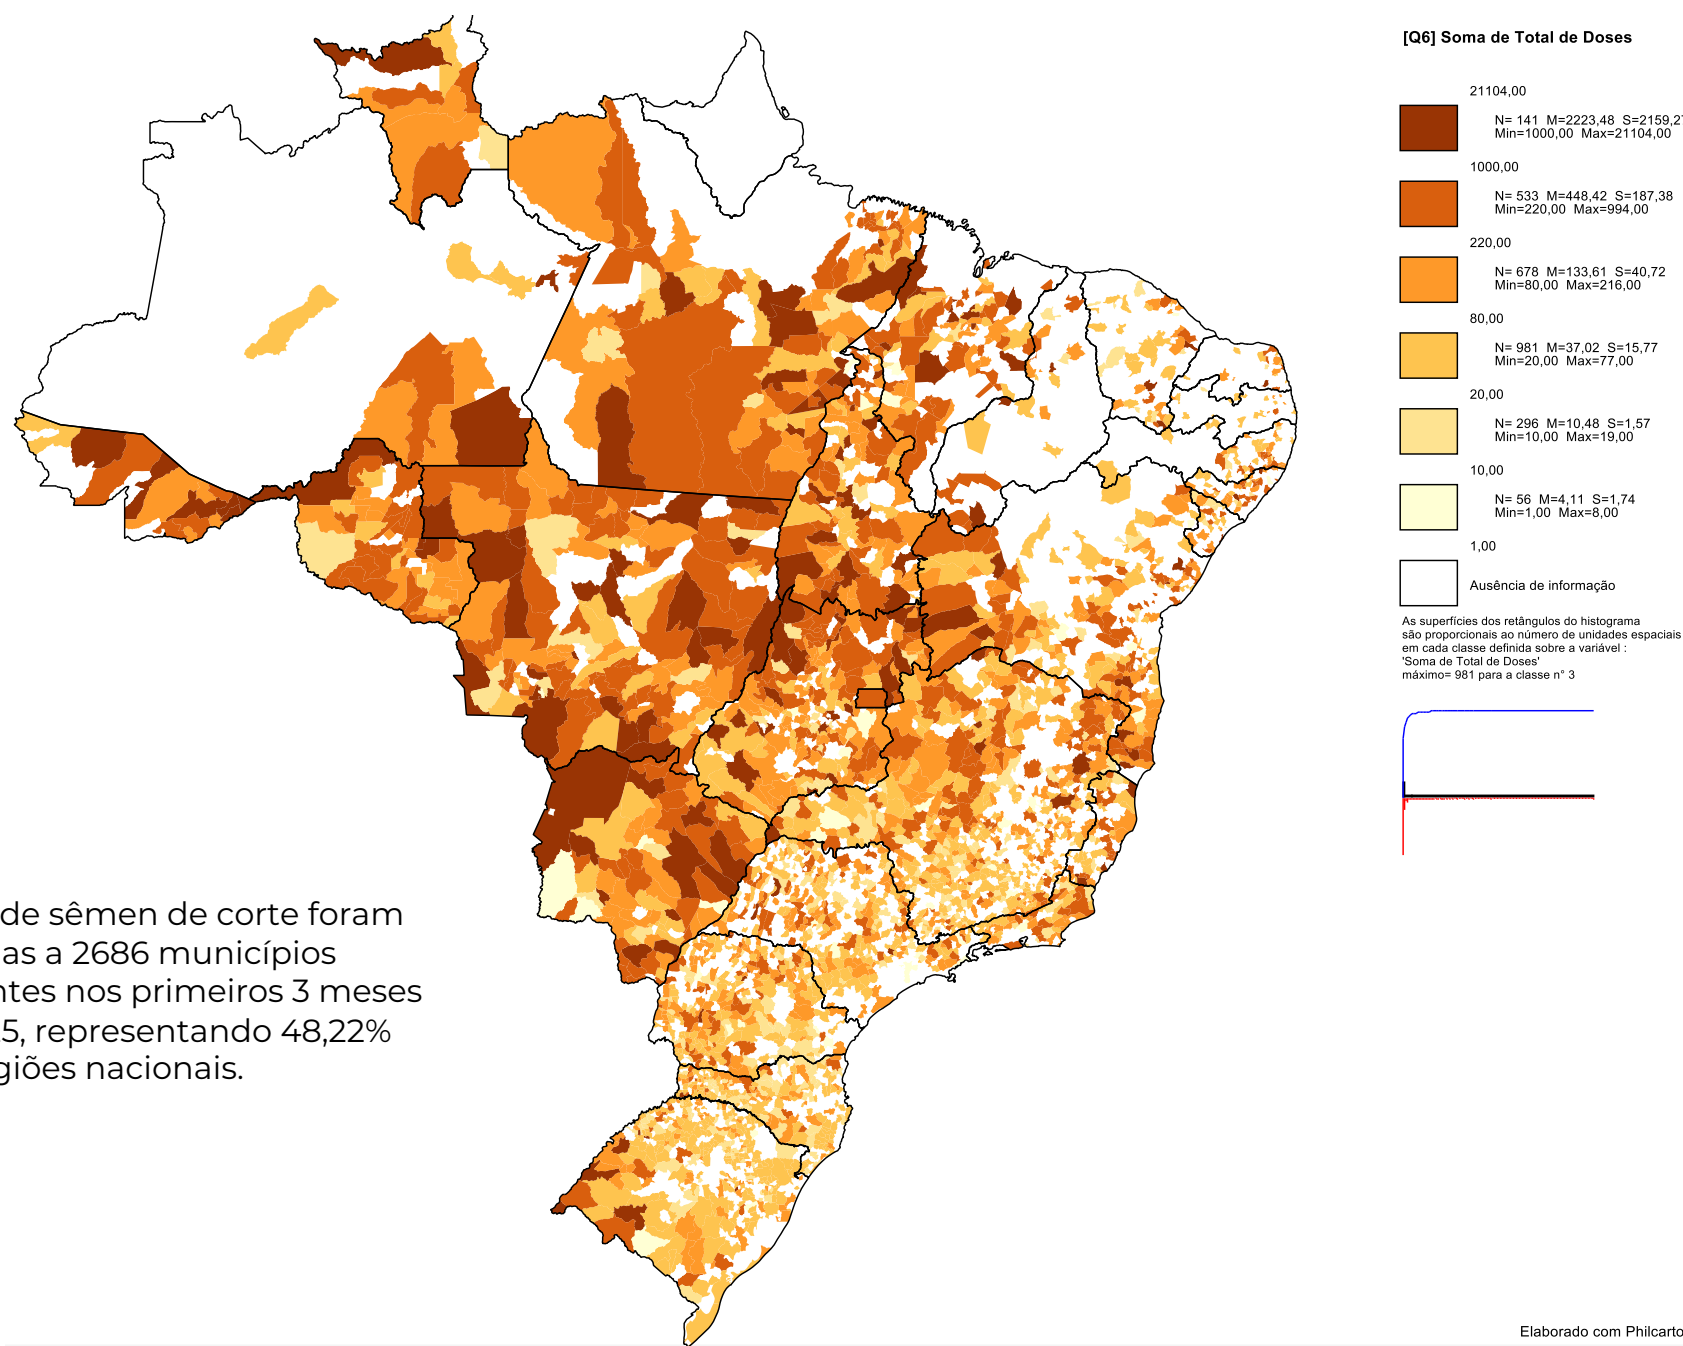 [Q6] Soma de Total de Doses
21104,00
N= 141 M=2223,48 S=2159,2
Min=1000,00 Max=21104,00
1000,00
N= 533 M=448,42 S=187,38
Min=220,00 Max=994,00
220,00
N= 678 M=133,61 S=40,72
Min=80,00 Max=216,00
80,00
N= 981 M=37,02 S=15,77
Min=20,00 Max=77,00
20,00
N= 296 M=10,48 S=1,57
Min=10,00 Max=19,00
10,00
N= 56 M=4,11 S=1,74
Min=1,00 Max=8,00
1,00
Ausência de informação
As superfícies dos retângulos do histograma
são proporcionais ao número de unidades espaciais
em cada classe definida sobre a variável :
'Soma de Total de Doses'
máximo= 981 para a classe n° 3
de sêmen de corte foram
as a 2686 municípios
ntes nos primeiros 3 meses
5, representando 48,22%
giões nacionais.
Elaborado com Philcarto